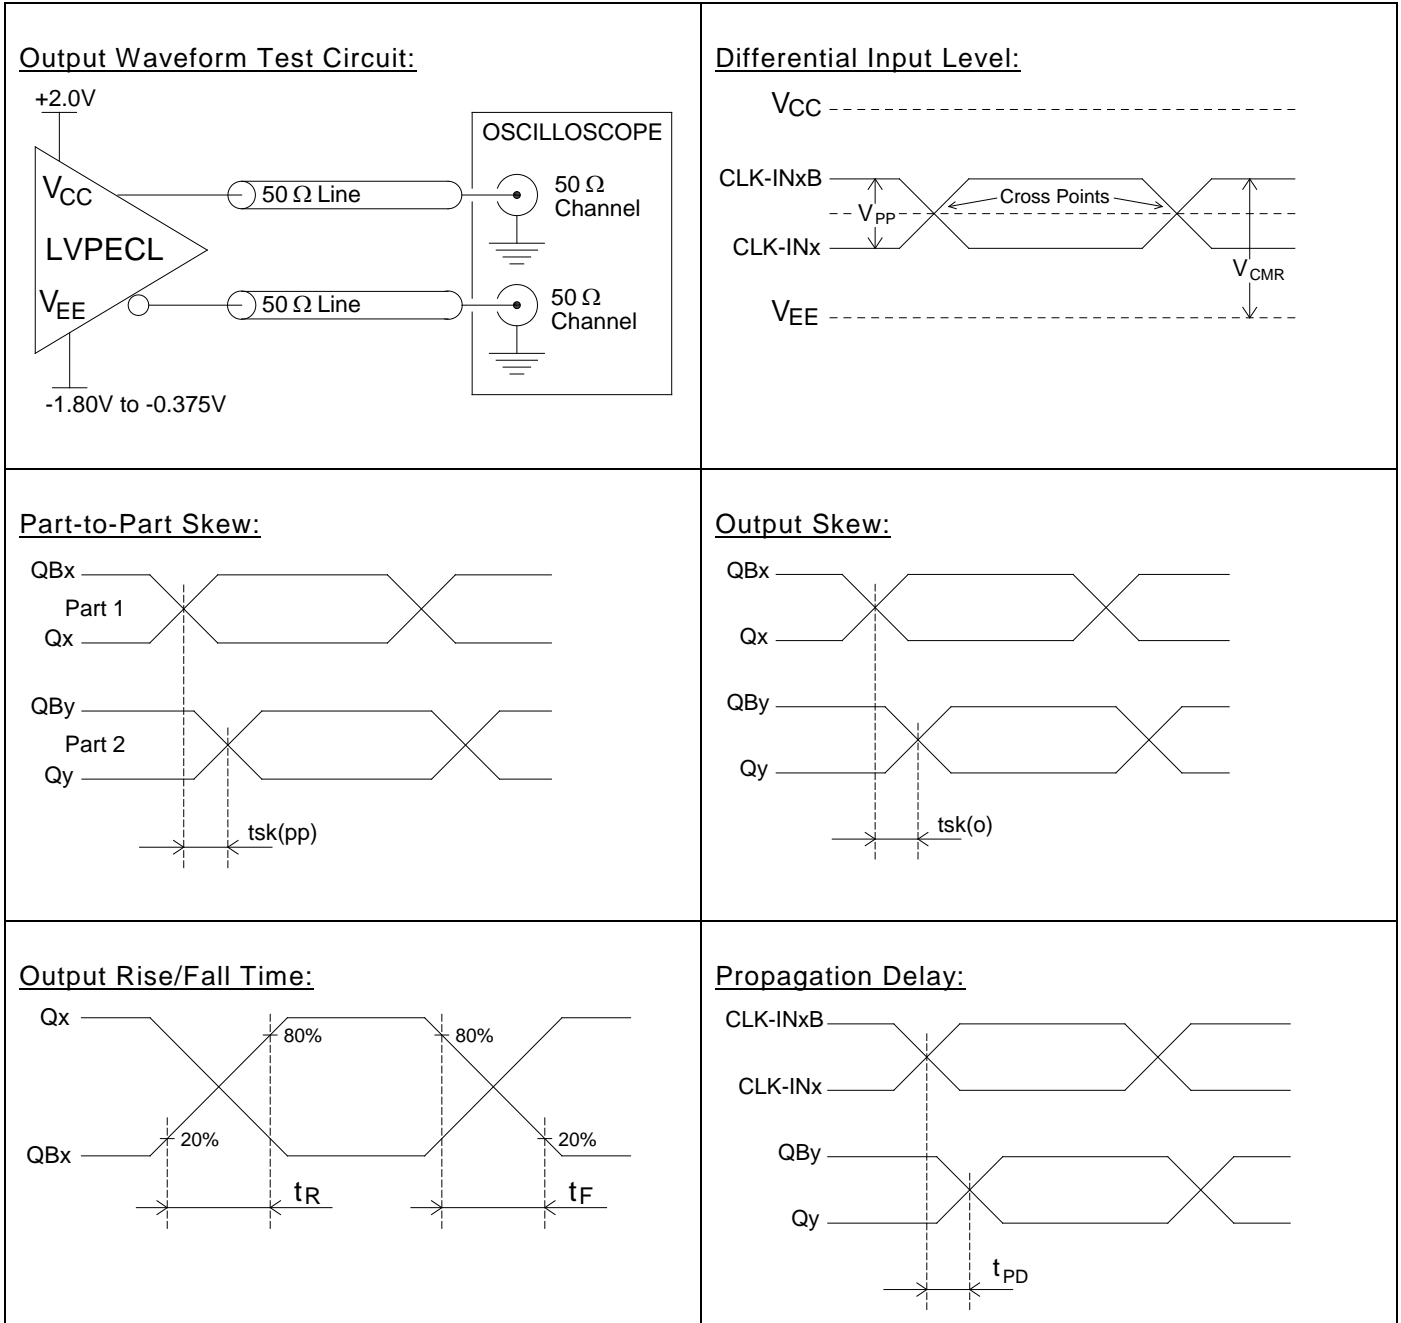 Output Waveform Test Circuit:
+2.0V
VCC
LVPECL
VEE
-1.80V to -0.375V
50 Ω Line
50 Ω Line
OSCILLOSCOPE
50 Ω
Channel
50 Ω
Channel
Differential Input Level:
VCC
CLK-INxB
VPP
Cross Points
CLK-INx
VCMR
VEE
Part-to-Part Skew:
QBx
Part 1
Qx
QBy
Part 2
Qy
tsk(pp)
Output Skew:
QBx
Qx
QBy
Qy
tsk(o)
Output Rise/Fall Time:
Qx
80%
80%
20%
20%
QBx
tR
tF
Propagation Delay:
CLK-INxB
CLK-INx
QBy
Qy
tPD